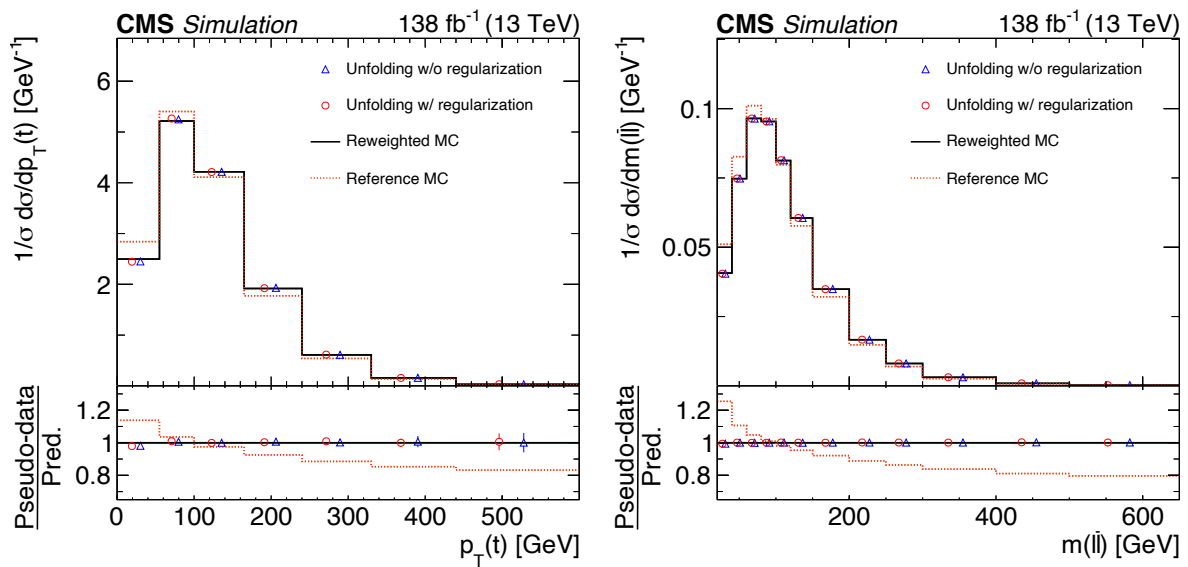 CMS Simulation 138 fb⁻¹ (13 TeV)
1/σ dσ/dp_T(t) [GeV⁻¹]
6
4
2
Unfolding w/o regularization
Unfolding w/ regularization
Reweighted MC
Reference MC
Pseudo-data
Pred.
1.2
1
0.8
0 100 200 300 400 500
p_T(t) [GeV]
CMS Simulation 138 fb⁻¹ (13 TeV)
1/σ dσ/dm(ll̄) [GeV⁻¹]
0.1
0.05
Unfolding w/o regularization
Unfolding w/ regularization
Reweighted MC
Reference MC
Pseudo-data
Pred.
1.2
1
0.8
200 400 600
m(ll̄) [GeV]